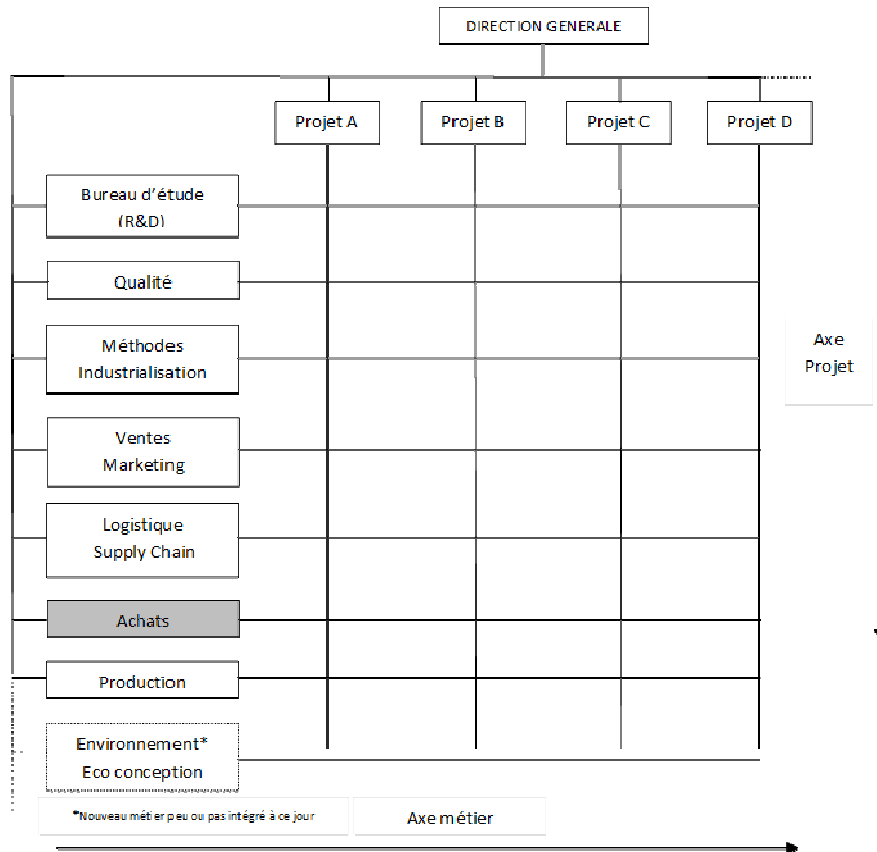 DIRECTION GENERALE
Projet A
Projet B
Projet C
Projet D
Bureau d'étude
(R&D)
Qualité
Méthodes
Industrialisation
Axe
Projet
Ventes
Marketing
Logistique
Supply Chain
Achats
Production
Environnement*
Eco conception
*Nouveau métier peu ou pas intégré à ce jour
Axe métier